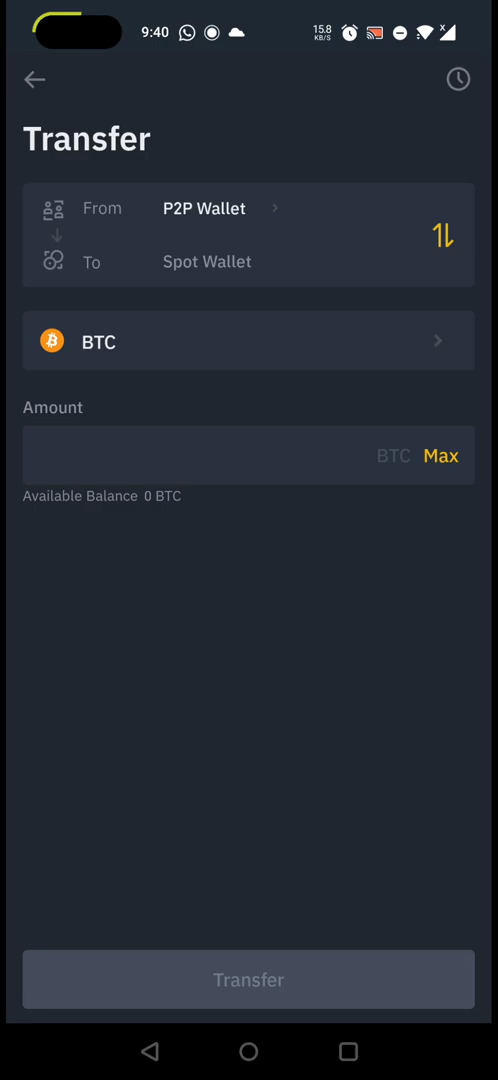 9:40 15.8 KB/S x
Transfer
From P2P Wallet
To Spot Wallet
BTC
Amount
BTC Max
Available Balance 0 BTC
Transfer